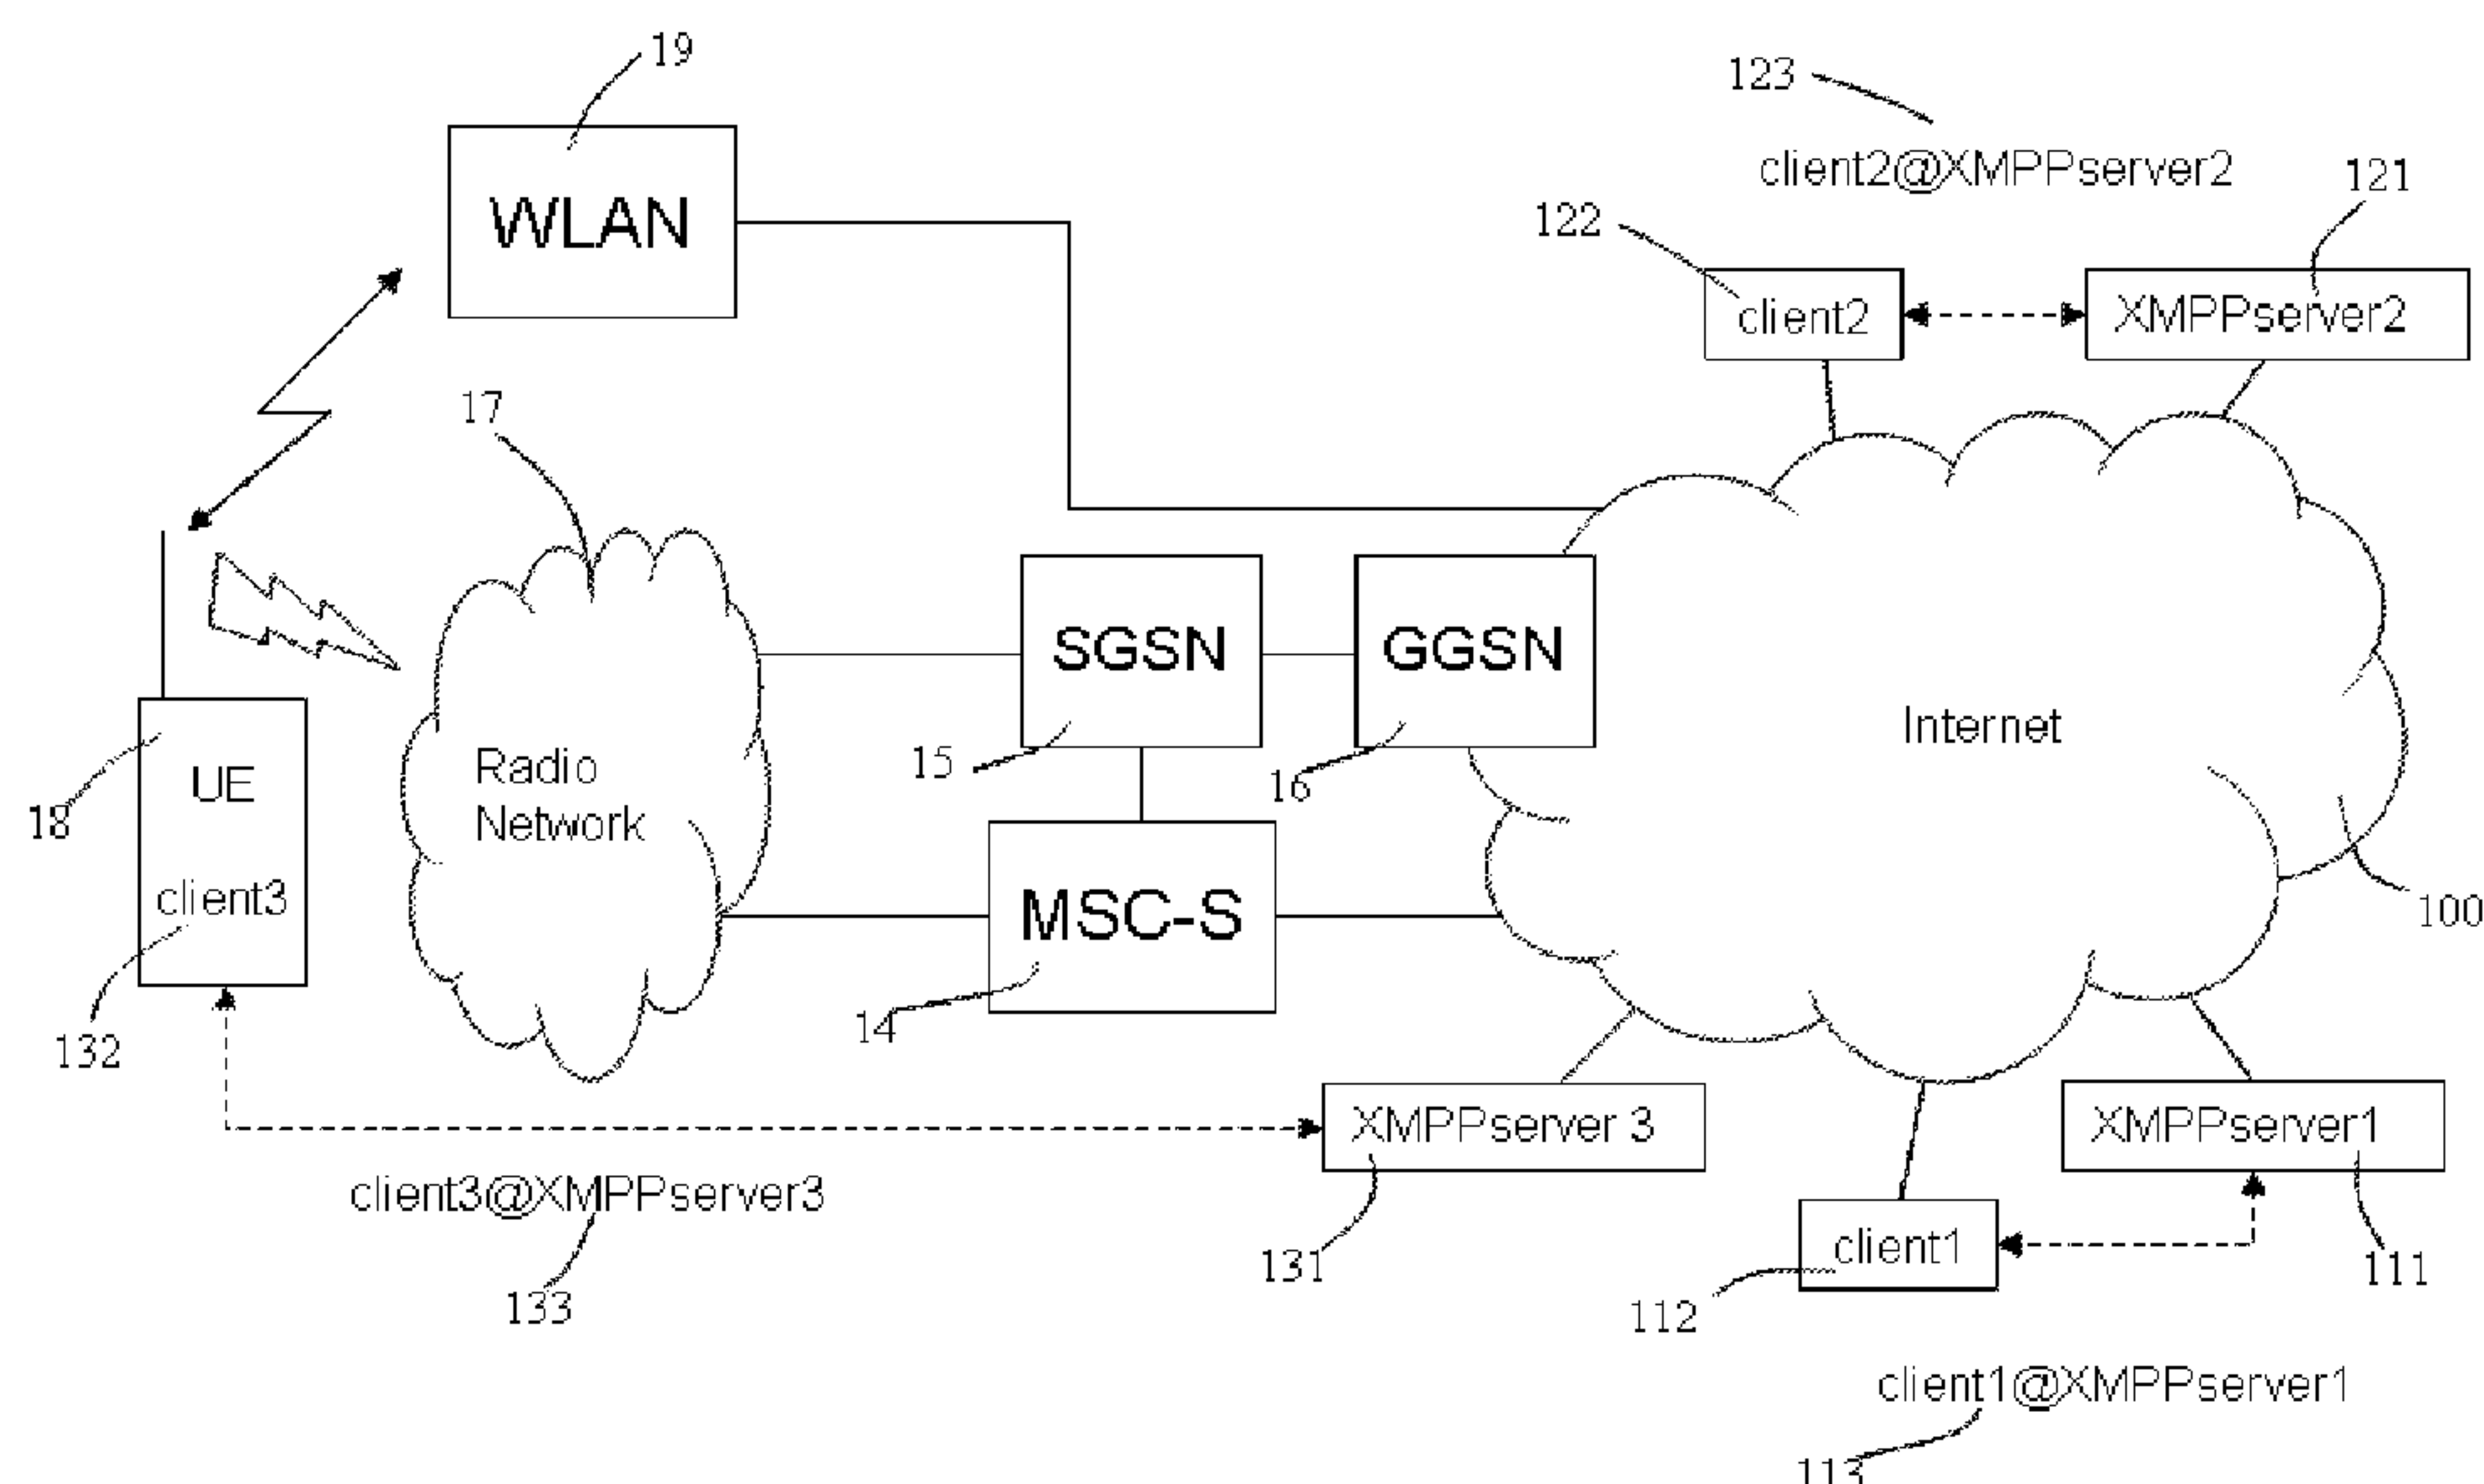 19
123
WLAN
client2@XMPPserver2
121
122
client2
XMPPserver2
17
SGSN
GGSN
Internet
Radio
Network
15
16
UE
18
client3
MSC-S
100
14
132
XMPPserver 3
XMPPserver1
client3@XMPPserver3
133
131
client1
111
112
client1@XMPPserver1
113